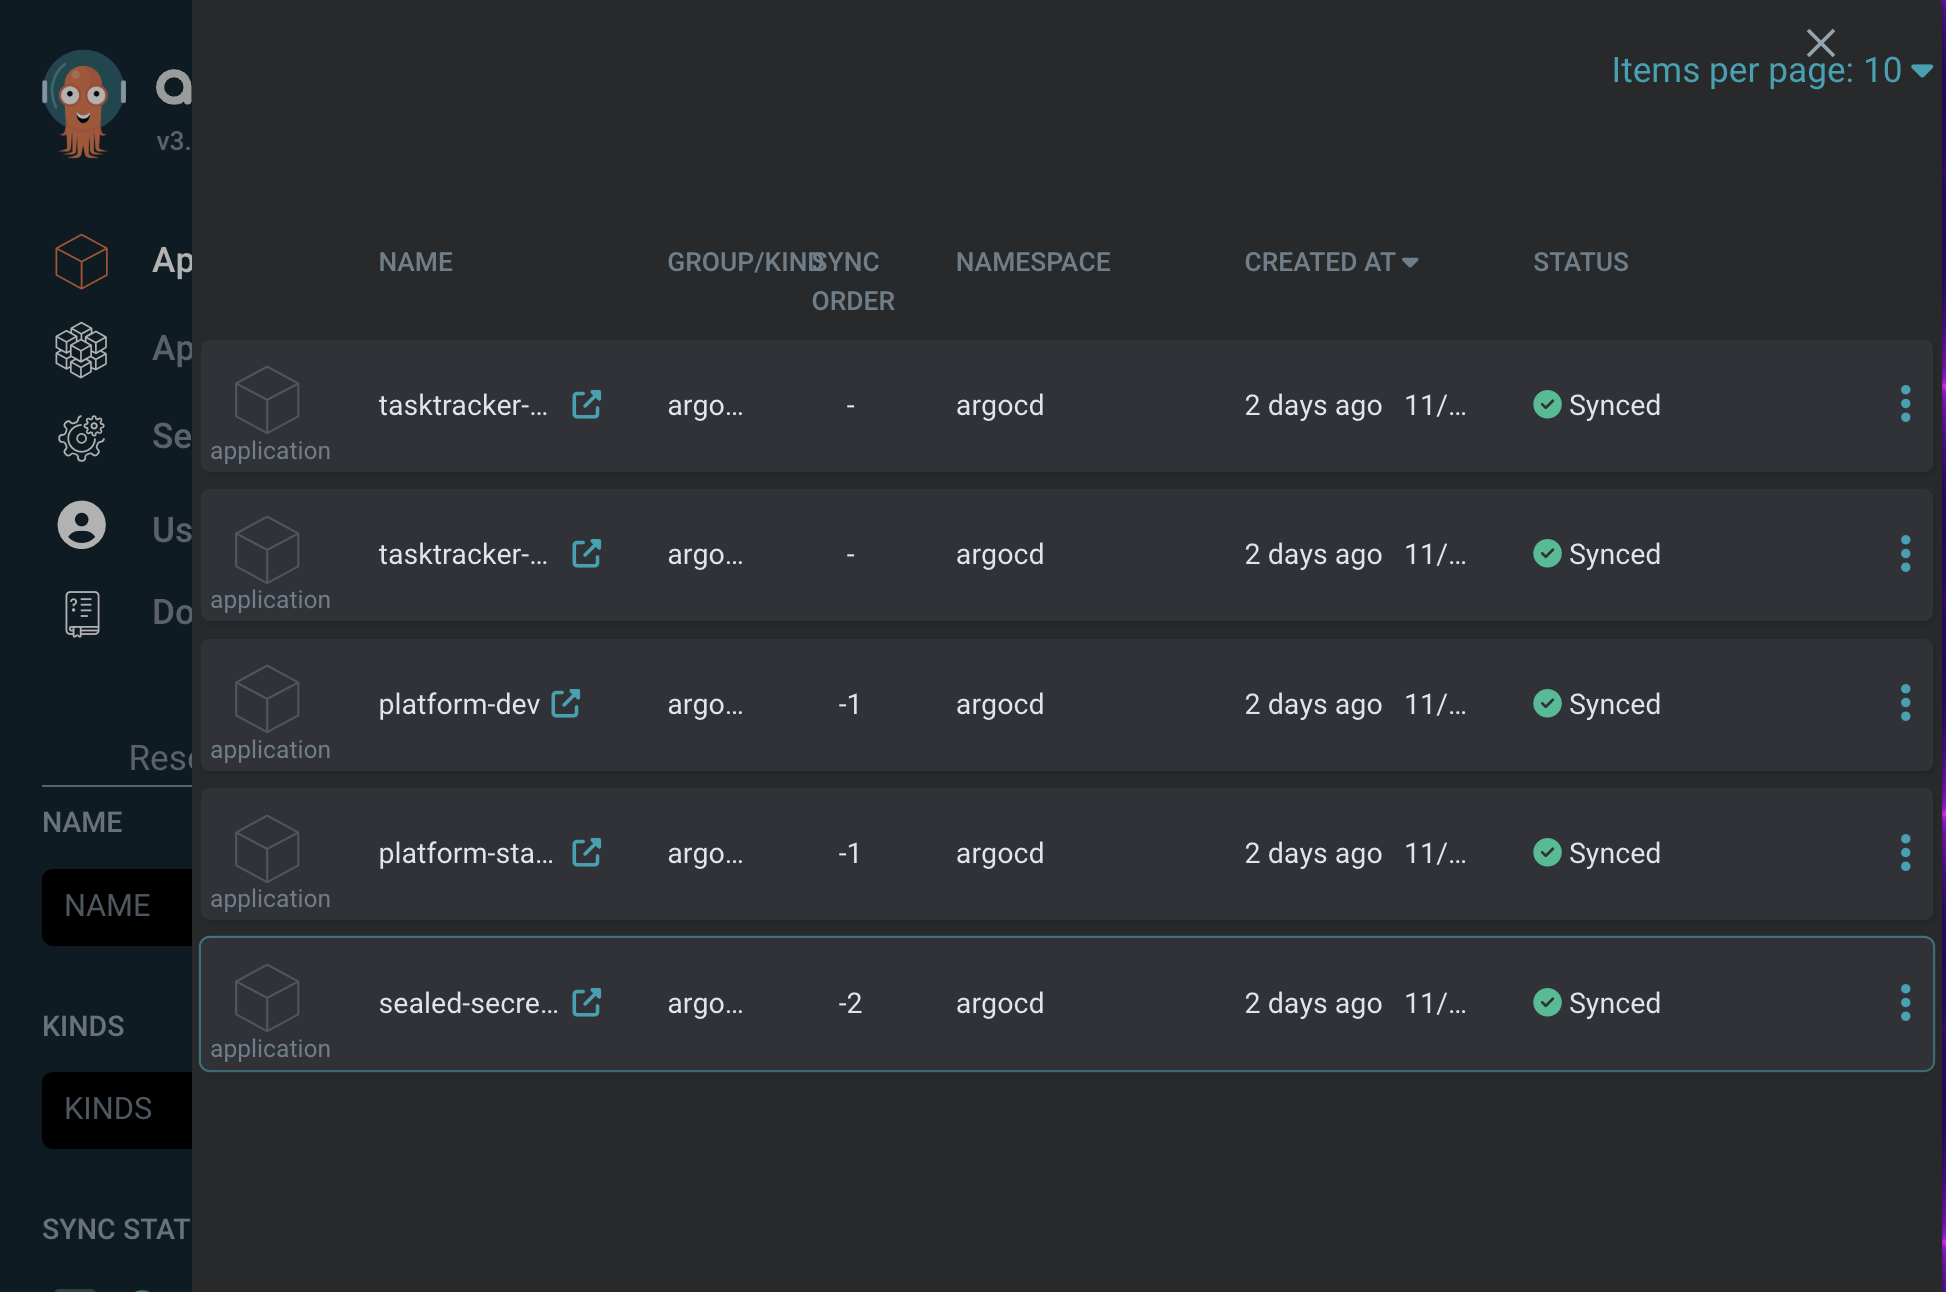 a
v3.
Items per page: 10
Ap
Ap
Se
Us
Do
Reso
NAME
NAME
KINDS
KINDS
SYNC STAT
NAME GROUP/KIND SYNC ORDER NAMESPACE CREATED AT STATUS
tasktracker-... argo... - argocd 2 days ago 11/... Synced
application
tasktracker-... argo... - argocd 2 days ago 11/... Synced
application
platform-dev argo... -1 argocd 2 days ago 11/... Synced
application
platform-sta... argo... -1 argocd 2 days ago 11/... Synced
application
sealed-secre... argo... -2 argocd 2 days ago 11/... Synced
application